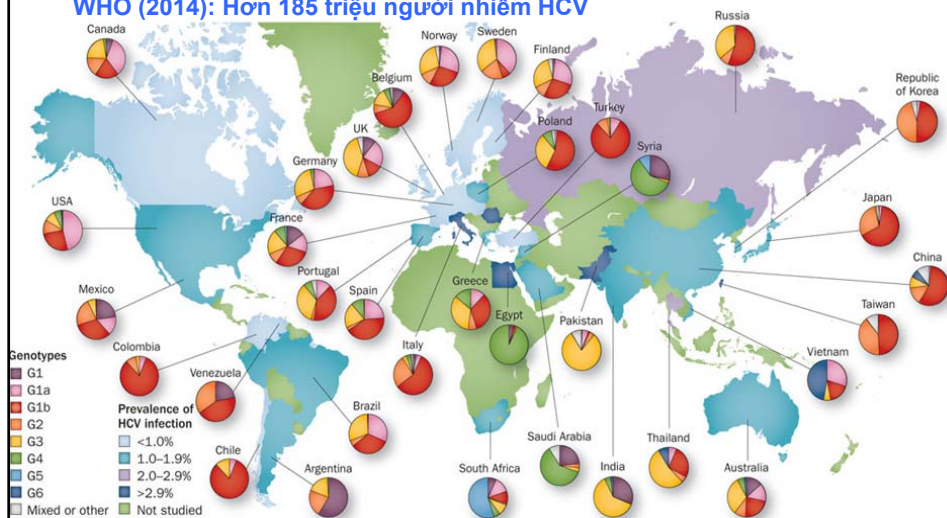 WHO (2014): Hơn 185 triệu người nhiễm HCV
Canada
Norway
Sweden
Finland
Russia
Belgium
Republic
of Korea
UK
Poland
Turkey
Syria
Germany
USA
France
Japan
China
Mexico
Portugal
Spain
Greece
Egypt
Pakistan
Taiwan
Colombia
Venezuela
Italy
Vietnam
Brazil
Chile
Argentina
South Africa
Saudi Arabia
India
Thailand
Australia
Genotypes
G1
G1a
G1b
G2
G3
G4
G5
G6
Mixed or other
Prevalence of
HCV infection
<1.0%
1.0–1.9%
2.0–2.9%
>2.9%
Not studied